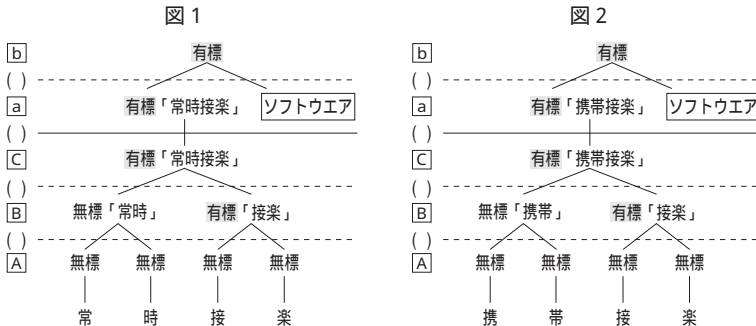 図 1
b 有標
( )
a 有標「常時接楽」 ソフトウエア
( )
C 有標「常時接楽」
( )
B 無標「常時」 有標「接楽」
( )
A 無標 無標 無標 無標
常 時 接 楽
図 2
b 有標
( )
a 有標「携帯接楽」 ソフトウエア
( )
C 有標「携帯接楽」
( )
B 無標「携帯」 有標「接楽」
( )
A 無標 無標 無標 無標
携 帯 接 楽